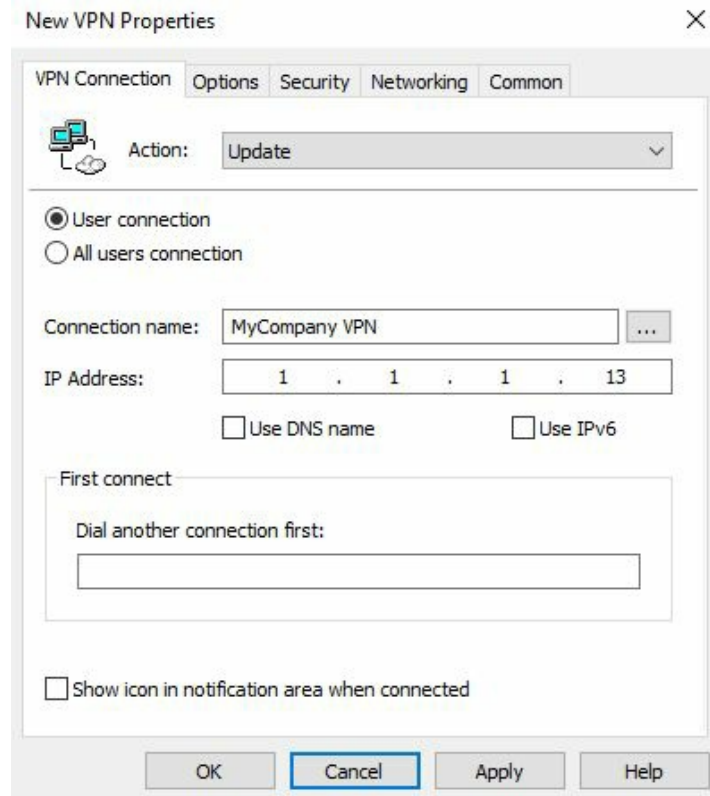 New VPN Properties
VPN Connection Options Security Networking Common
Action: Update
User connection
All users connection
Connection name: MyCompany VPN ...
IP Address: 1 . 1 . 1 . 13
Use DNS name Use IPv6
First connect
Dial another connection first:
Show icon in notification area when connected
OK Cancel Apply Help